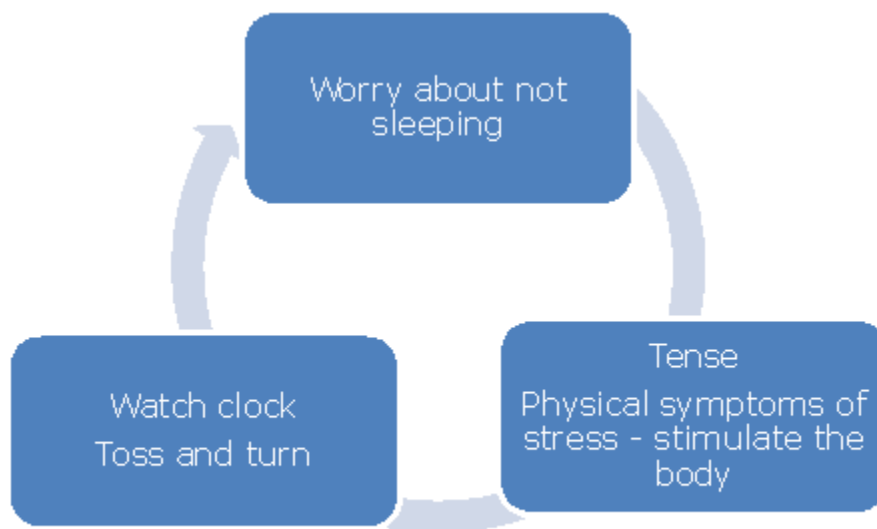 Worry about not
sleeping
Tense
Physical symptoms of
stress - stimulate the
body
Watch clock
Toss and turn